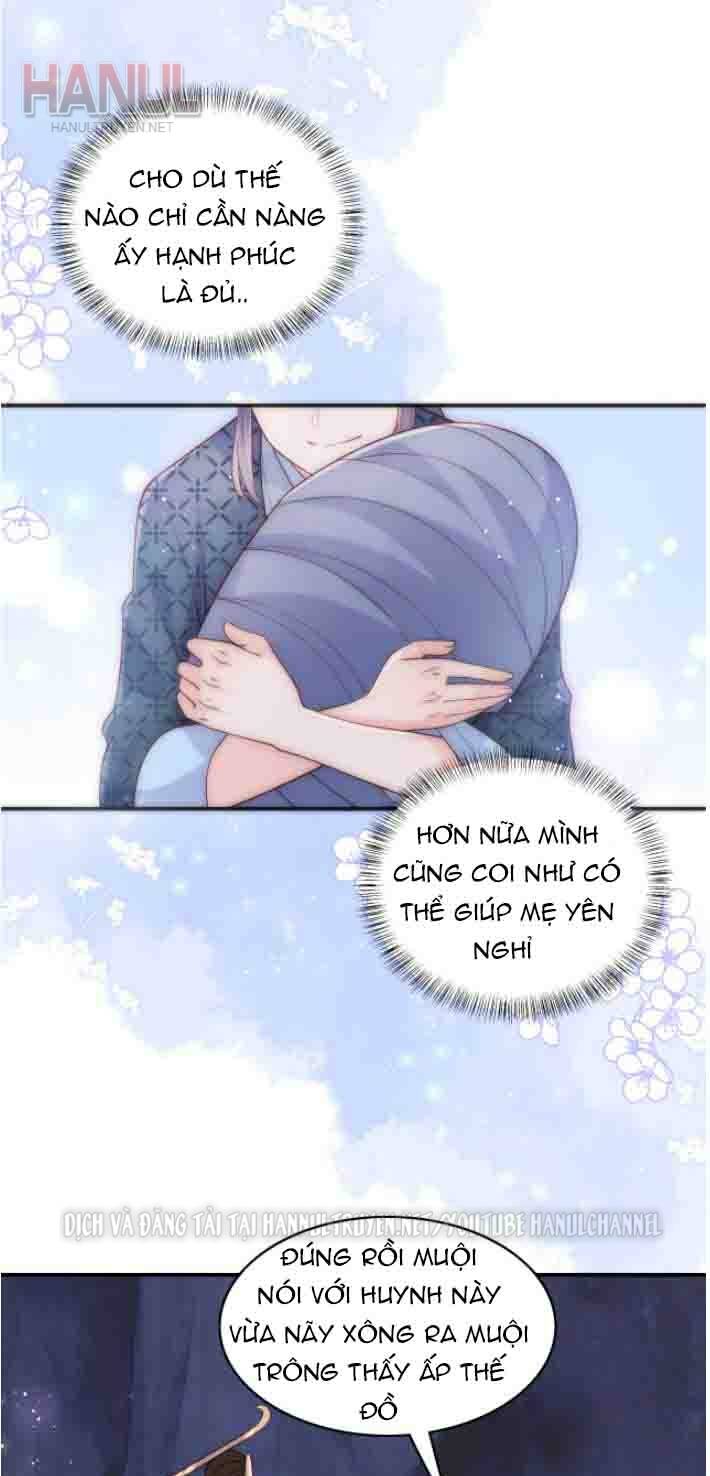 HANUL
HANULTRUYEN.NET
CHO DÙ THẾ
NÀO CHỈ CẦN NÀNG
ẤY HẠNH PHÚC
LÀ ĐỦ..
HƠN NỮA MÌNH
CŨNG COI NHƯ CÓ
THỂ GIÚP MẸ YÊN
NGHỈ
DỊCH VÀ ĐĂNG TẢI TẠI HANNULTRUYEN.NET/YOUTUBE HANULCHANNEL
ĐÚNG RỒI MUỘI
NÓI VỚI HUYNH NÀY
VỪA NÃY XÔNG RA MUỘI
TRÔNG THẤY ẤP THẾ
ĐỒ